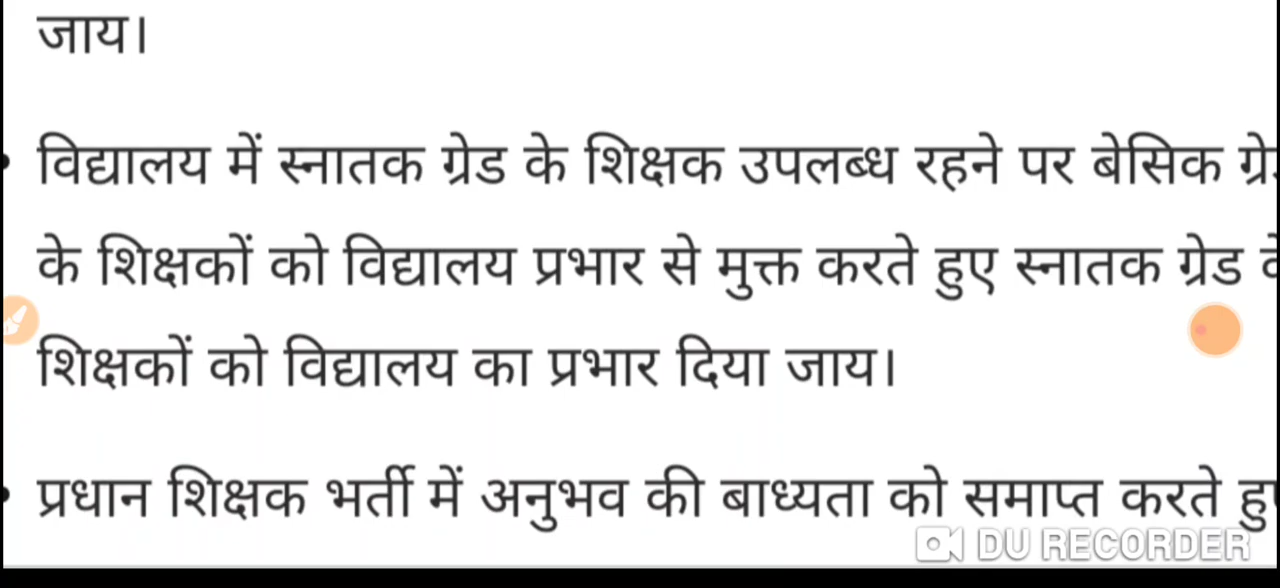 जाय।
विद्यालय में स्नातक ग्रेड के शिक्षक उपलब्ध रहने पर बेसिक
के शिक्षकों को विद्यालय प्रभार से मुक्त करते हुए स्नातक ग्रेड
शिक्षकों को विद्यालय का प्रभार दिया जाय।
प्रधान शिक्षक भर्ती में अनुभव की बाध्यता को समाप्त करते
DU RECORDER